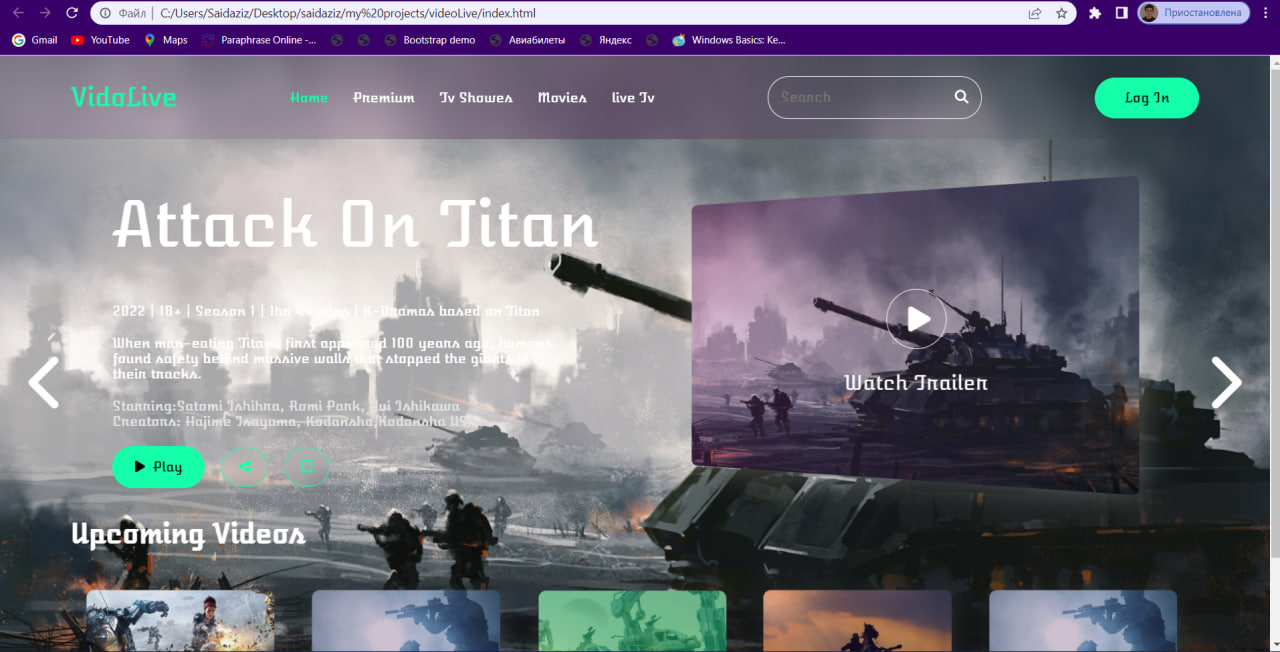 Файл | C:/Users/Saidaziz/Desktop/saidaziz/my%20projects/videoLive/index.html
Приостановлена
Gmail YouTube Maps Paraphrase Online -... Bootstrap demo Авиабилеты Яндекс Windows Basics: Ke...
VidoLive Home Premium Tv Showes Movies live Tv Search Log In
Attack On Titan
2022 | 18+ | Season 1 | 1hr 44 mins | K-Dramas based on Titan
When man-eating Titans first appeared 100 years ago, humans
found safety behind massive walls that stopped the giants in
their tracks.
Starring:Satomi Ishihra, Romi Park, Yui Ishikawa
Creators: Hajime Isayama, Kodansha,Kodansha USA
Watch Trailer
Play
Upcoming Videos